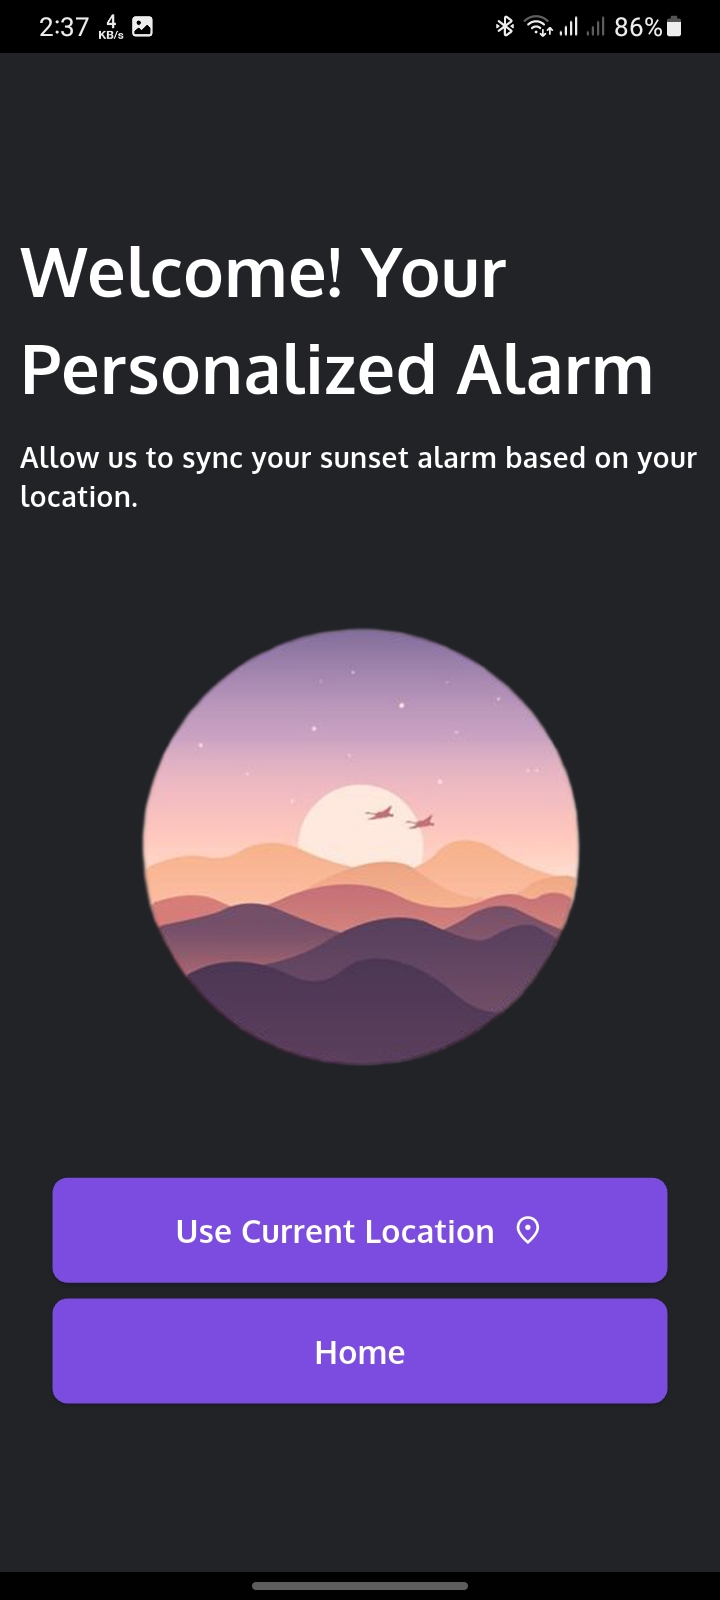 2:37 4 KB/s 86%
Welcome! Your
Personalized Alarm
Allow us to sync your sunset alarm based on your
location.
Use Current Location
Home